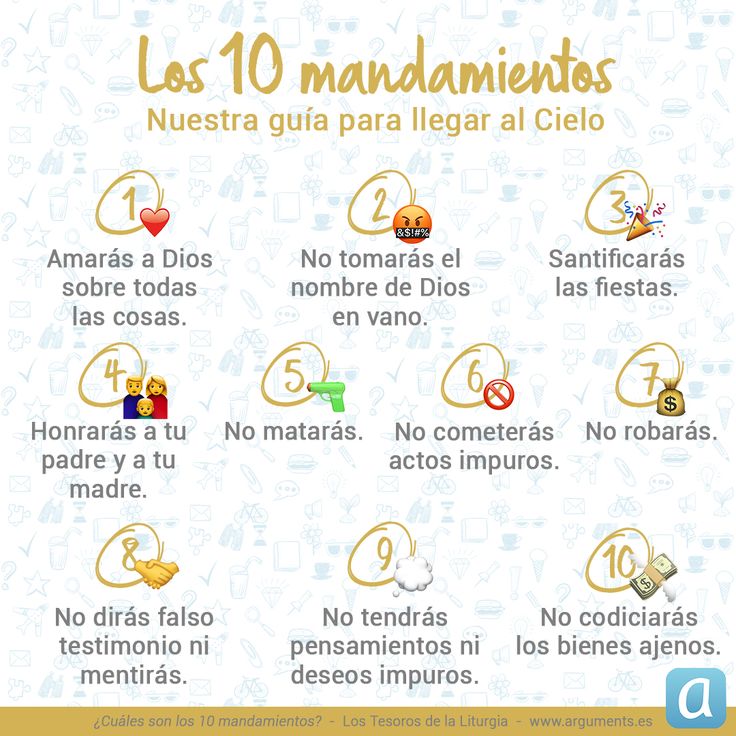 Los 10 mandamientos
Nuestra guía para llegar al Cielo
1
Amarás a Dios
sobre todas
las cosas.
2
&$!#%
No tomarás el
nombre de Dios
en vano.
3
Santificarás
las fiestas.
4
Honrarás a tu
padre y a tu
madre.
5
No matarás.
6
No cometerás
actos impuros.
7
$
No robarás.
8
No dirás falso
testimonio ni
mentirás.
9
No tendrás
pensamientos ni
deseos impuros.
10
$
No codiciarás
los bienes ajenos.
¿Cuáles son los 10 mandamientos? - Los Tesoros de la Liturgia - www.arguments.es
a